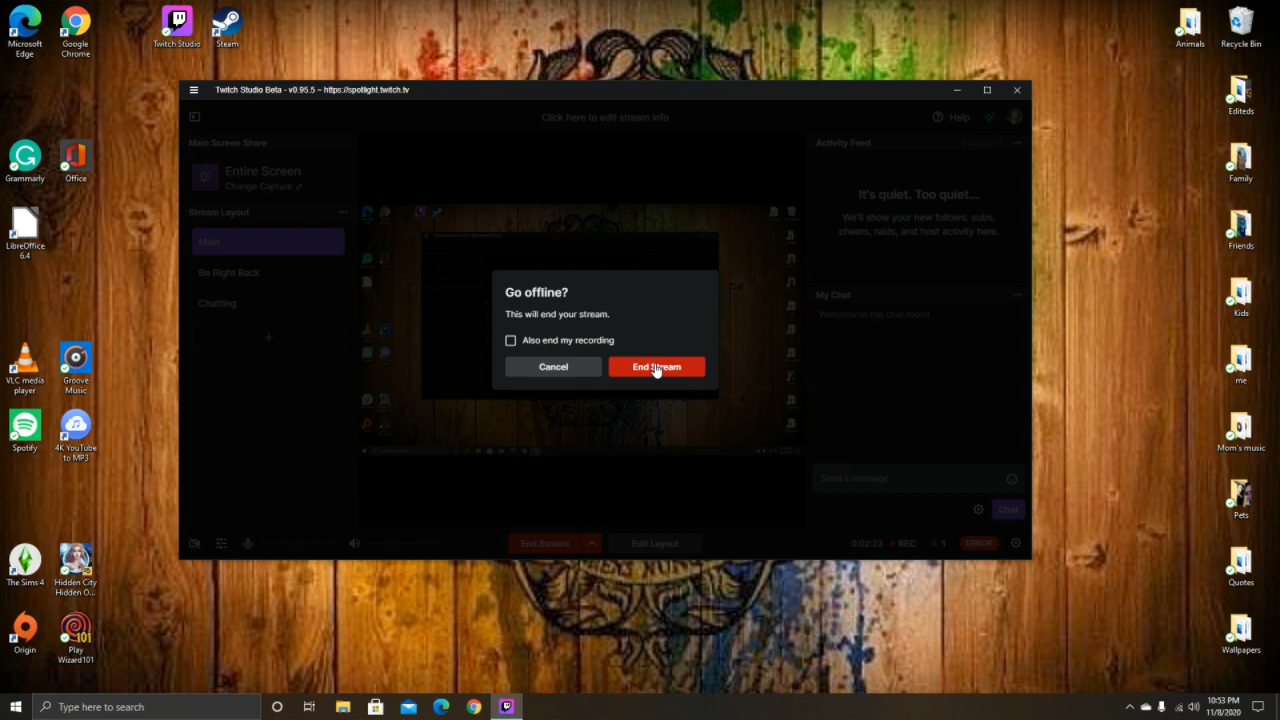 Microsoft
Edge
Google
Chrome
Twitch Studio
Steam
Animals
Recycle Bin
Twitch Studio Beta - v0.95.5 ~ https://spotlight.twitch.tv
Click here to edit stream info
Help
Main Screen Share
Activity Feed
Entire Screen
Change Capture
Stream Layout
Main
Be Right Back
Chatting
It's quiet. Too quiet...
We'll show your new follows, subs,
cheers, raids, and host activity here.
My Chat
Welcome to the chat room!
Go offline?
This will end your stream.
Also end my recording
Cancel
End Stream
Send a message
Chat
End Stream
Edit Layout
0:02:23
REC
1
ERROR
Grammarly
Office
LibreOffice
6.4
VLC media
player
Groove
Music
Spotify
4K YouTube
to MP3
The Sims 4
Hidden City
Hidden O...
Origin
101
Play
Wizard101
Editeds
Family
Friends
Kids
me
Mom's music
Pets
Quotes
Wallpapers
Type here to search
10:53 PM
11/8/2020